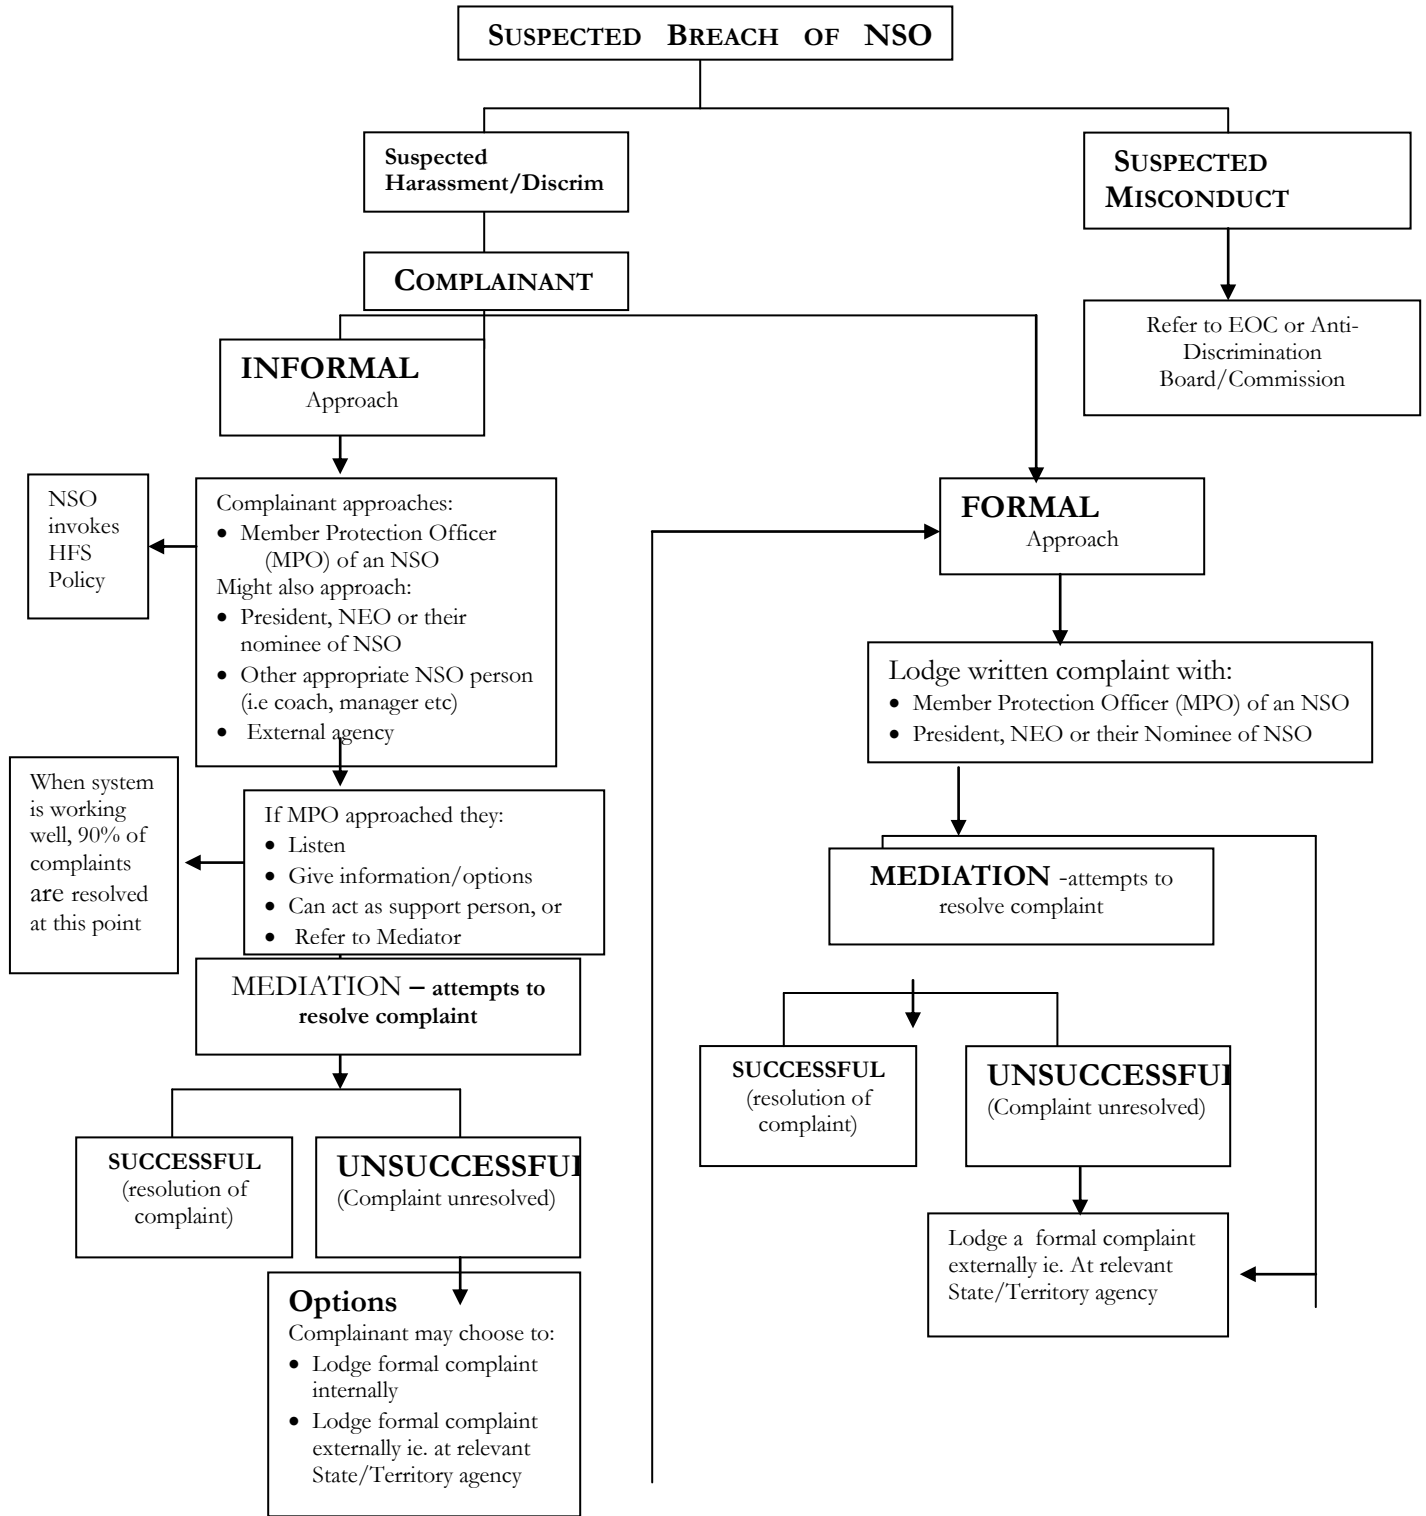 SUSPECTED BREACH OF NSO
Suspected
Harassment/Discrim
SUSPECTED
MISCONDUCT
COMPLAINANT
Refer to EOC or Anti-
Discrimination
Board/Commission
INFORMAL
Approach
NSO
invokes
HFS
Policy
Complainant approaches:
• Member Protection Officer
(MPO) of an NSO
Might also approach:
• President, NEO or their
nominee of NSO
• Other appropriate NSO person
(i.e coach, manager etc)
• External agency
FORMAL
Approach
Lodge written complaint with:
• Member Protection Officer (MPO) of an NSO
• President, NEO or their Nominee of NSO
When system
is working
well, 90% of
complaints
are resolved
at this point
If MPO approached they:
• Listen
• Give information/options
• Can act as support person, or
• Refer to Mediator
MEDIATION -attempts to
resolve complaint
MEDIATION – attempts to
resolve complaint
SUCCESSFUL
(resolution of
complaint)
UNSUCCESSFUL
(Complaint unresolved)
SUCCESSFUL
(resolution of
complaint)
UNSUCCESSFUL
(Complaint unresolved)
Lodge a formal complaint
externally ie. At relevant
State/Territory agency
Options
Complainant may choose to:
• Lodge formal complaint
internally
• Lodge formal complaint
externally ie. at relevant
State/Territory agency